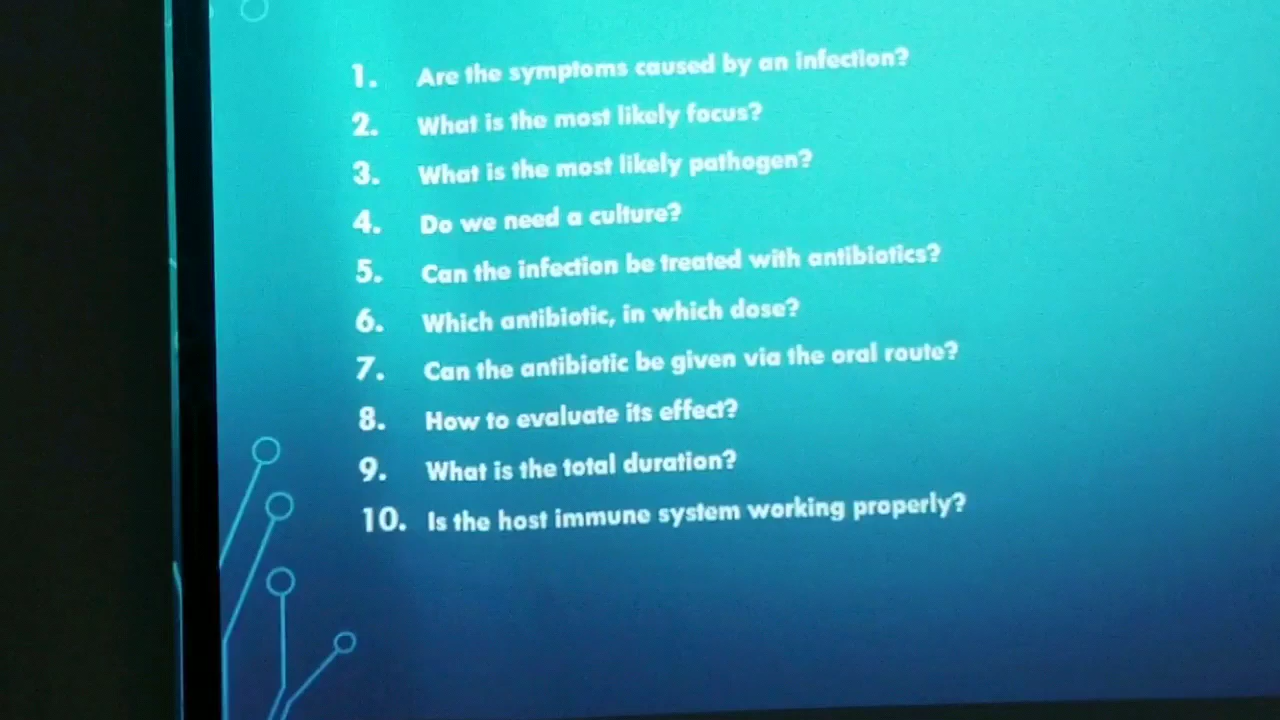 1. Are the symptoms caused by an infection?
2. What is the most likely focus?
3. What is the most likely pathogen?
4. Do we need a culture?
5. Can the infection be treated with antibiotics?
6. Which antibiotic, in which dose?
7. Can the antibiotic be given via the oral route?
8. How to evaluate its effect?
9. What is the total duration?
10. Is the host immune system working properly?